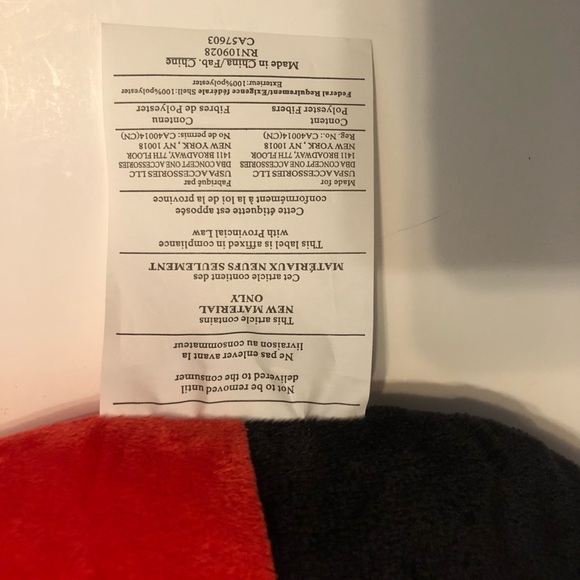 Not to be removed until
delivered to the consumer
Ne pas enlever avant la
livraison au consommateur
This article contains
NEW MATERIAL
ONLY
Cet article contient des
MATÉRIAUX NEUFS SEULEMENT
This label is affixed in compliance
with Provincial Law
Cette étiquette est apposée
conformément à la loi de la province
Made for Fabriqué par
USPA ACCESSORIES LLC USPA ACCESSORIES LLC
DBA CONCEPT ONE ACCESSORIES DBA CONCEPT ONE ACCESSORIES
1411 BROADWAY, 7TH FLOOR 1411 BROADWAY, 7TH FLOOR
NEW YORK, NY 10018 NEW YORK, NY 10018
Reg. No.: CA40014(CN) No de permis: CA40014(CN)
Content Contenu
Polyester Fibers Fibres de Polyester
Federal Requirement/Exigence fédérale Shell:100%polyester
Exterieur:100%polyester
Made in China/Fab. Chine
RN109028
CA57603